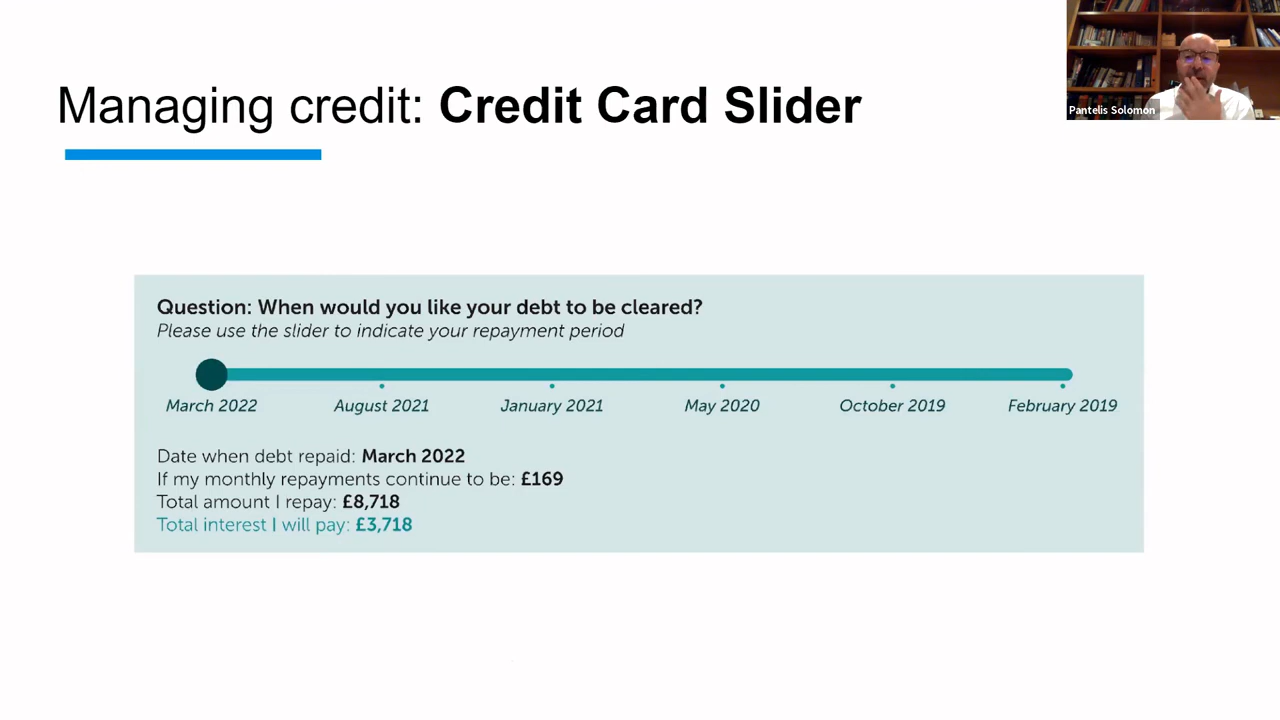 Managing credit: Credit Card Slider
Pantelis Solomon
Question: When would you like your debt to be cleared?
Please use the slider to indicate your repayment period
March 2022 August 2021 January 2021 May 2020 October 2019 February 2019
Date when debt repaid: March 2022
If my monthly repayments continue to be: £169
Total amount I repay: £8,718
Total interest I will pay: £3,718